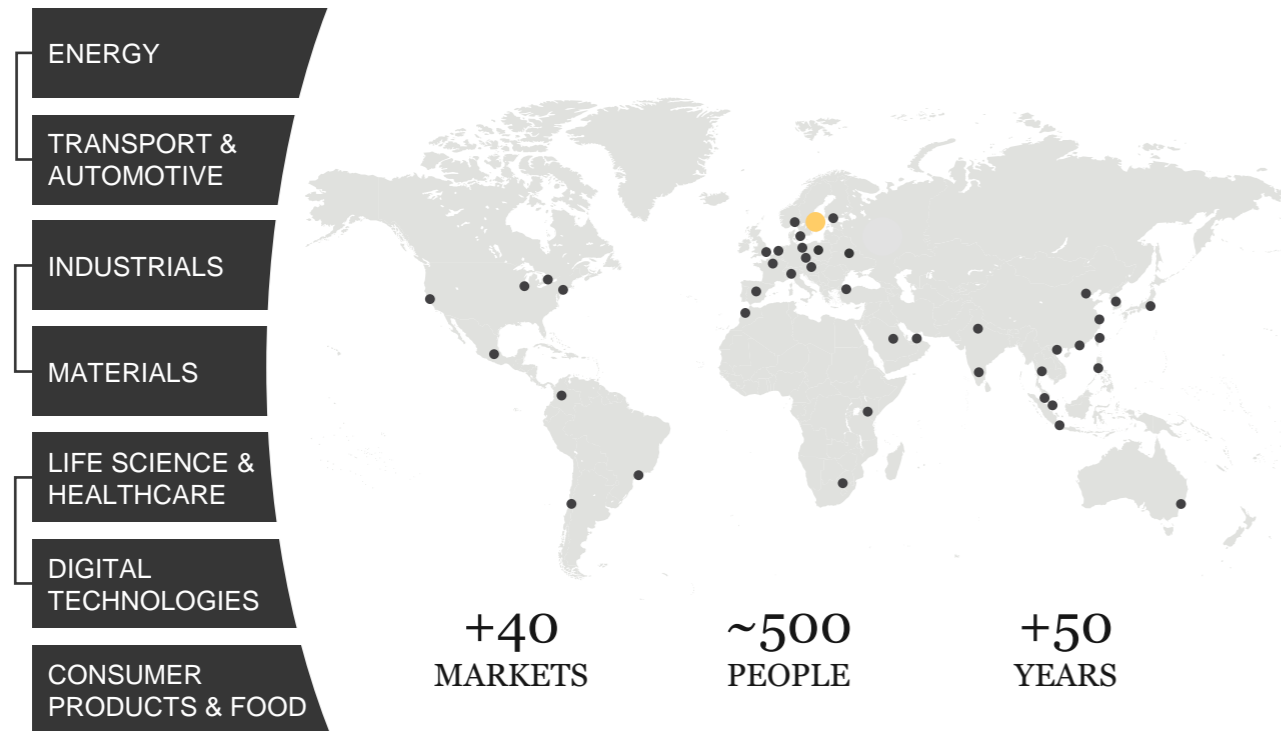 ENERGY
TRANSPORT &
AUTOMOTIVE
INDUSTRIALS
MATERIALS
LIFE SCIENCE &
HEALTHCARE
DIGITAL
TECHNOLOGIES
CONSUMER
PRODUCTS & FOOD
+40
MARKETS
~500
PEOPLE
+50
YEARS